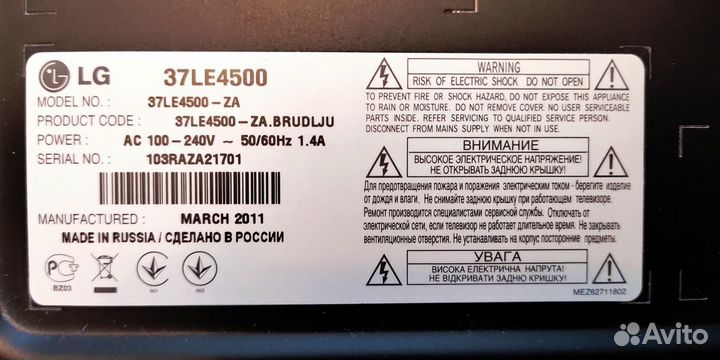 LG 37LE4500
MODEL NO.: 37LE4500-ZA
PRODUCT CODE: 37LE4500-ZA.BRUDLJU
POWER: AC 100-240V ~ 50/60Hz 1.4A
SERIAL NO.: 103RAZA21701
MANUFACTURED: MARCH 2011
MADE IN RUSSIA / СДЕЛАНО В РОССИИ
BZ03
001
003
WARNING
RISK OF ELECTRIC SHOCK DO NOT OPEN
TO PREVENT FIRE OR SHOCK HAZARD, DO NOT EXPOSE THIS APPLIANCE
TO RAIN OR MOISTURE. DO NOT REMOVE COVER. NO USER SERVICEABLE
PARTS INSIDE. REFER SERVICING TO QUALIFIED SERVICE PERSON.
DISCONNECT FROM MAINS SUPPLY WHEN NOT IN USE.
ВНИМАНИЕ
ВЫСОКОЕ ЭЛЕКТРИЧЕСКОЕ НАПРЯЖЕНИЕ!
НЕ ОТКРЫВАТЬ ЗАДНЮЮ КРЫШКУ!
Для предотвращения пожара и поражения электрическим током - берегите изделие
от дождя и влаги. Не снимайте заднюю крышку при работающем телевизоре.
Ремонт производится специалистами сервисной службы. Отключать от
электрической сети, если телевизор не работает длительное время. Не закрывать
вентиляционные отверстия. Не устанавливать на корпус посторонние предметы.
УВАГА
ВИСОКА ЕЛЕКТРИЧНА НАПРУГА!
НЕ ВІДКРИВАТИ ЗАДНЮ КРИШКУ!
MEZ62711802
Avito